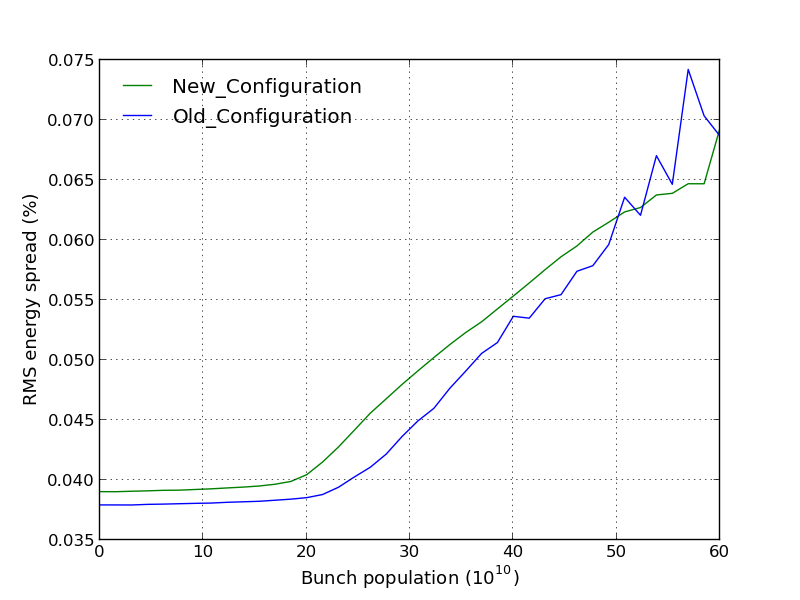 New_Configuration
Old_Configuration
RMS energy spread (%)
0.075
0.070
0.065
0.060
0.055
0.050
0.045
0.040
0.035
0 10 20 30 40 50 60
Bunch population (10^10)